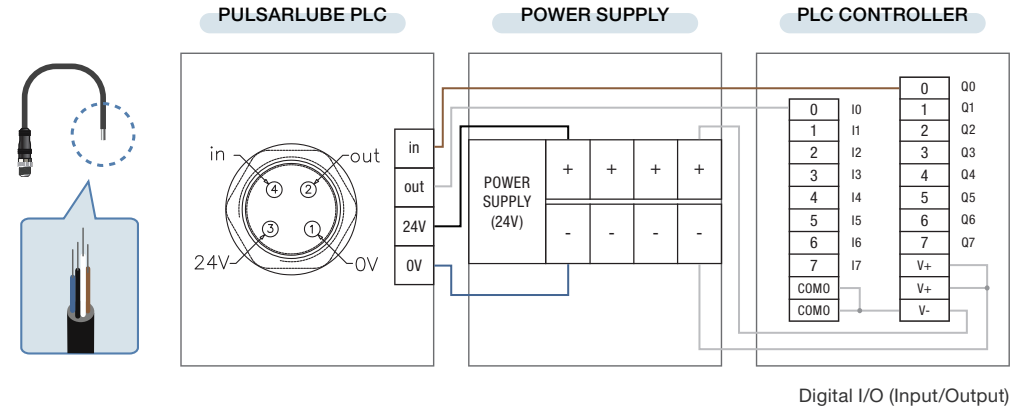 PULSARLUBE PLC
POWER SUPPLY
PLC CONTROLLER
in
out
4
2
3
1
24V
0V
in
out
24V
0V
POWER
SUPPLY
(24V)
+ + + +
- - - -
0 I0
1 I1
2 I2
3 I3
4 I4
5 I5
6 I6
7 I7
COM0
COM0
0 Q0
1 Q1
2 Q2
3 Q3
4 Q4
5 Q5
6 Q6
7 Q7
V+
V+
V-
Digital I/O (Input/Output)